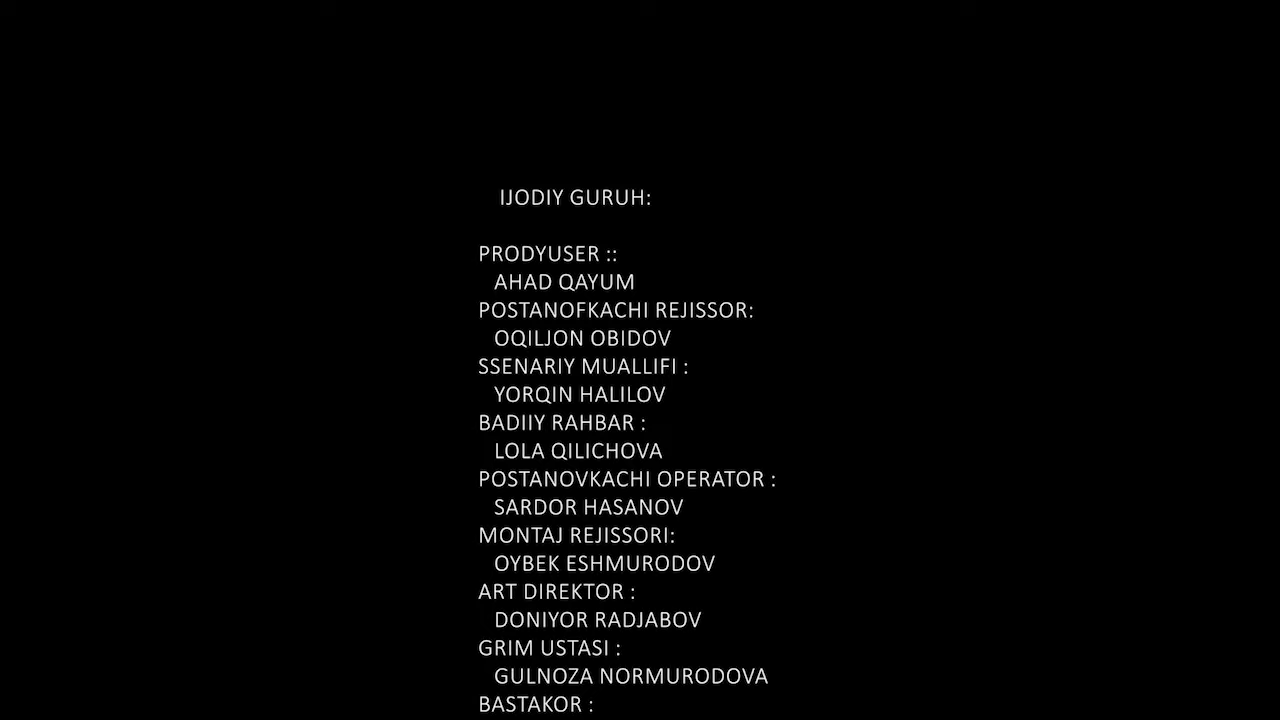 IJODIY GURUH:
PRODYUSER ::
AHAD QAYUM
POSTANOFKACHI REJISSOR:
OQILJON OBIDOV
SSENARIY MUALLIFI :
YORQIN HALILOV
BADIIY RAHBAR :
LOLA QILICHOVA
POSTANOVKACHI OPERATOR :
SARDOR HASANOV
MONTAJ REJISSORI:
OYBEK ESHMURODOV
ART DIREKTOR :
DONIYOR RADJABOV
GRIM USTASI :
GULNOZA NORMURODOVA
BASTAKOR :